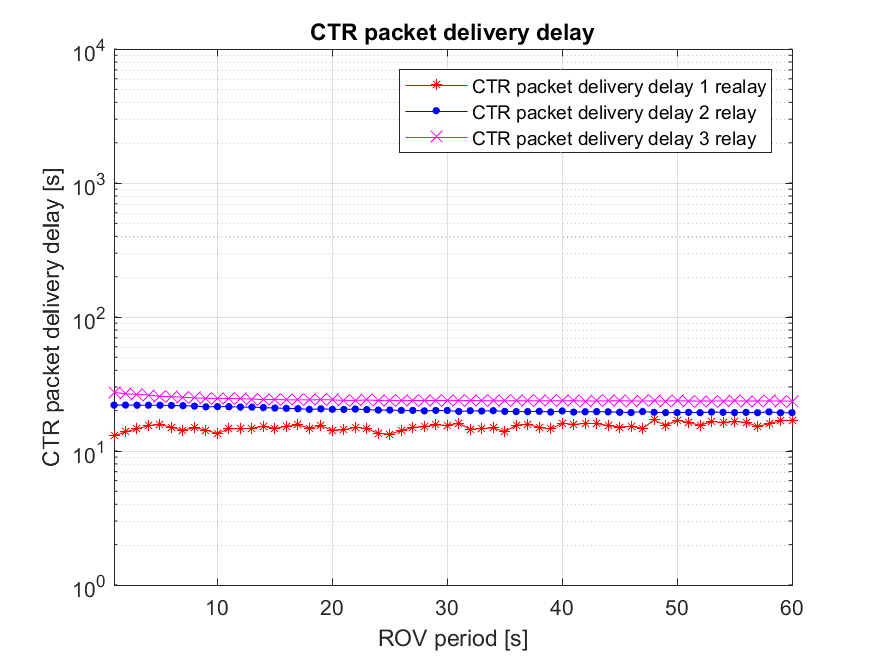 CTR packet delivery delay
CTR packet delivery delay 1 realay
CTR packet delivery delay 2 relay
CTR packet delivery delay 3 relay
CTR packet delivery delay [s]
10^4
10^3
10^2
10^1
10^0
10 20 30 40 50 60
ROV period [s]